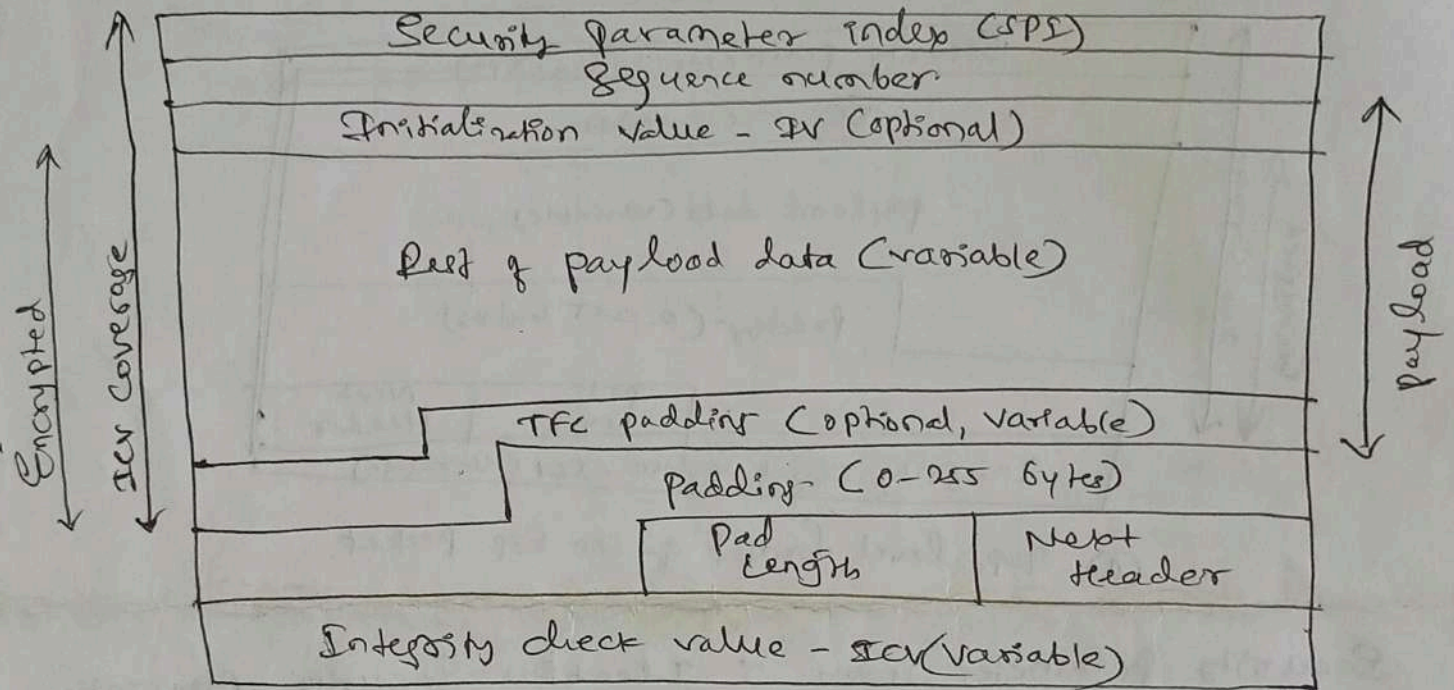 Security parameter index (SPI)
Sequence number
Initialization value - IV (optional)
Rest of payload data (variable)
TFC padding (optional, variable)
Padding (0-255 bytes)
Pad
Length
Next
Header
Integrity check value - ICV (variable)
Encrypted
ICV coverage
Payload